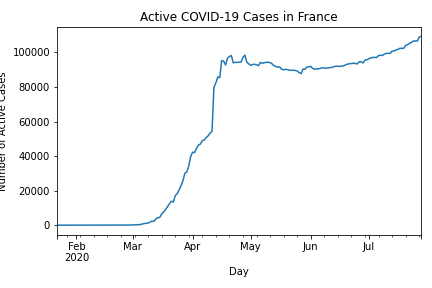 Active COVID-19 Cases in France
Number of Active Cases
100000
80000
60000
40000
20000
0
Feb
2020
Mar
Apr
May
Jun
Jul
Day